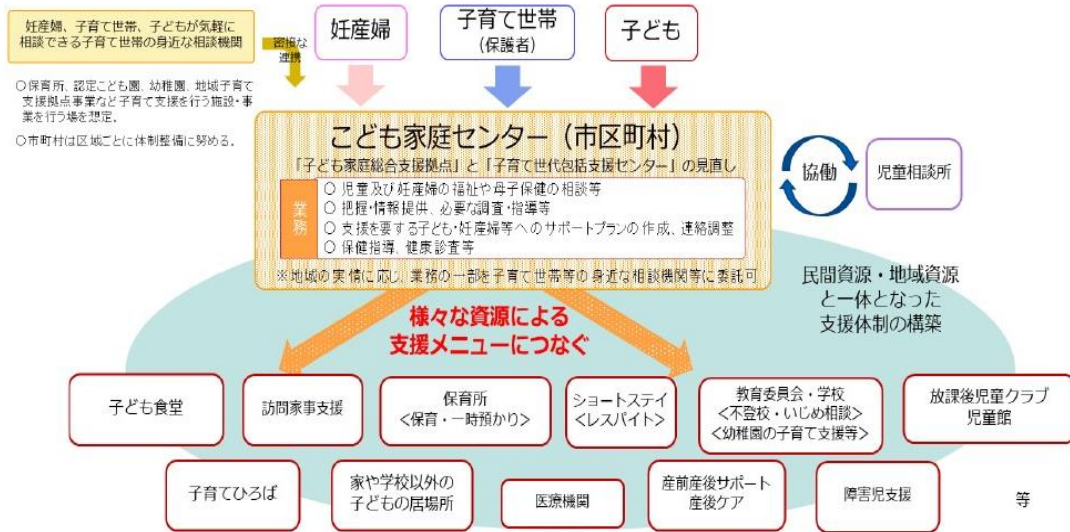 妊産婦、子育て世帯、子どもが気軽に
相談できる子育て世帯の身近な相談機関
○保育所、認定こども園、幼稚園、地域子育て
支援拠点事業など子育て支援を行う施設・事
業を行う場を想定。
○市町村は区域ごとに体制整備に努める。
密接な
連携
妊産婦
子育て世帯
(保護者)
子ども
こども家庭センター（市区町村）
「子ども家庭総合支援拠点」と「子育て世代包括支援センター」の見直し
業務
○ 児童及び妊産婦の福祉や母子保健の相談等
○ 把握・情報提供、必要な調査・指導等
○ 支援を要する子ども・妊産婦等へのサポートプランの作成、連絡調整
○ 保健指導、健康診査等
※地域の実情に応じ、業務の一部を子育て世帯等の身近な相談機関等に委託可
協働
児童相談所
民間資源・地域資源
と一体となった
支援体制の構築
様々な資源による
支援メニューにつなぐ
子ども食堂
訪問家事支援
保育所
<保育・一時預かり>
ショートステイ
<レスパイト>
教育委員会・学校
<不登校・いじめ相談>
<幼稚園の子育て支援等>
放課後児童クラブ
児童館
子育てひろば
家や学校以外の
子どもの居場所
医療機関
産前産後サポート
産後ケア
障害児支援
等